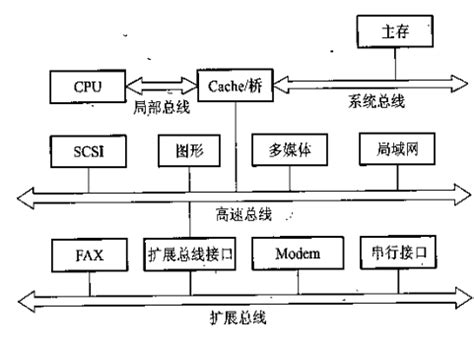 主存
CPU
Cache/桥
局部总线
系统总线
SCSI
图形
多媒体
局域网
高速总线
FAX
扩展总线接口
Modem
串行接口
扩展总线